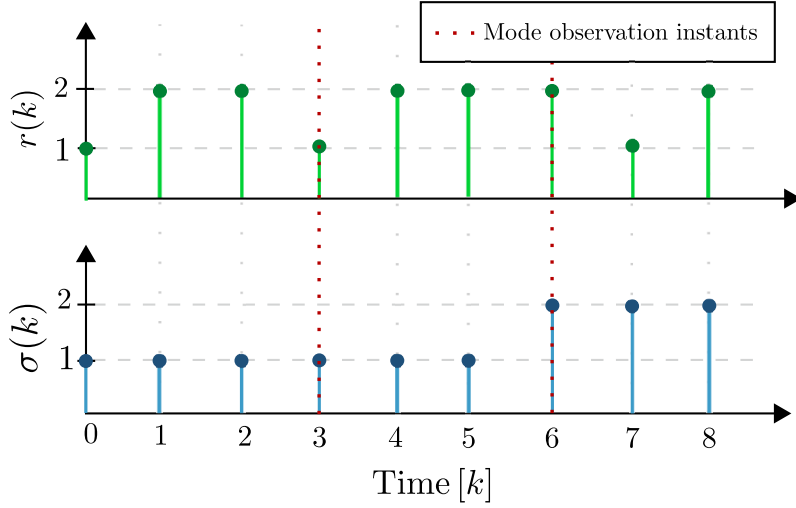 Mode observation instants
r(k)
2
1
σ(k)
2
1
0 1 2 3 4 5 6 7 8
Time [k]